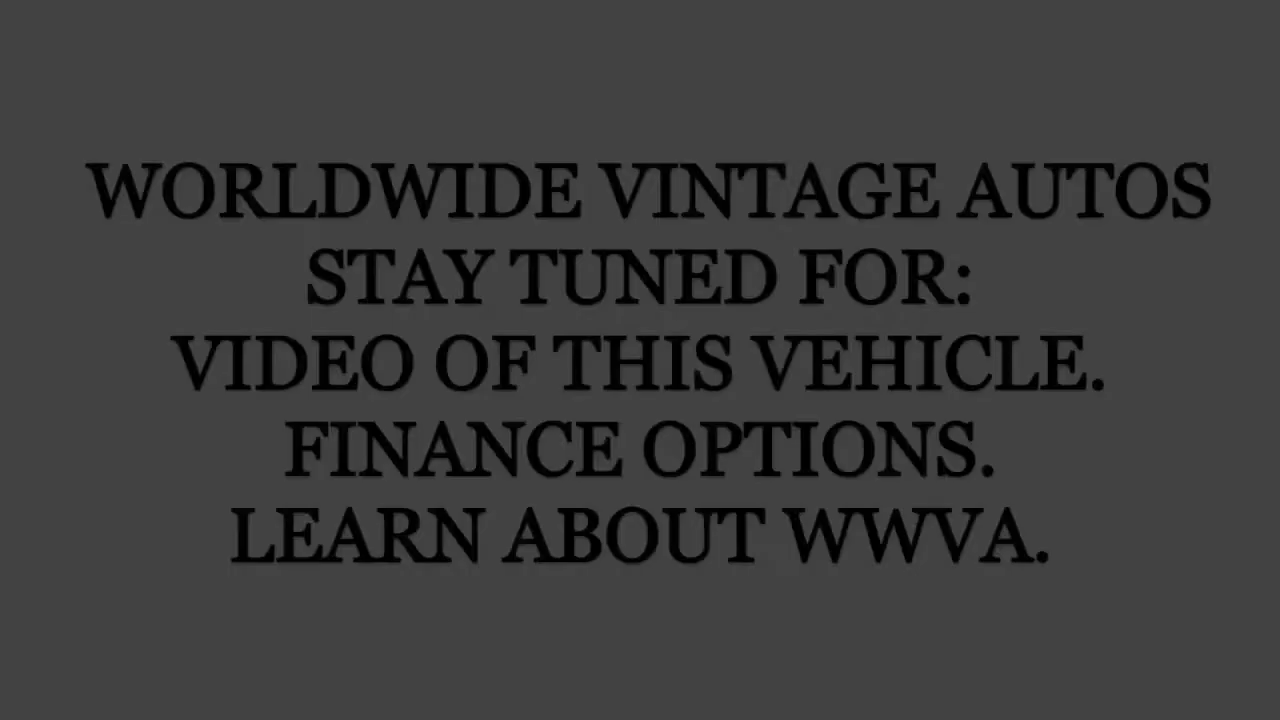 WORLDWIDE VINTAGE AUTOS
STAY TUNED FOR:
VIDEO OF THIS VEHICLE.
FINANCE OPTIONS.
LEARN ABOUT WWVA.